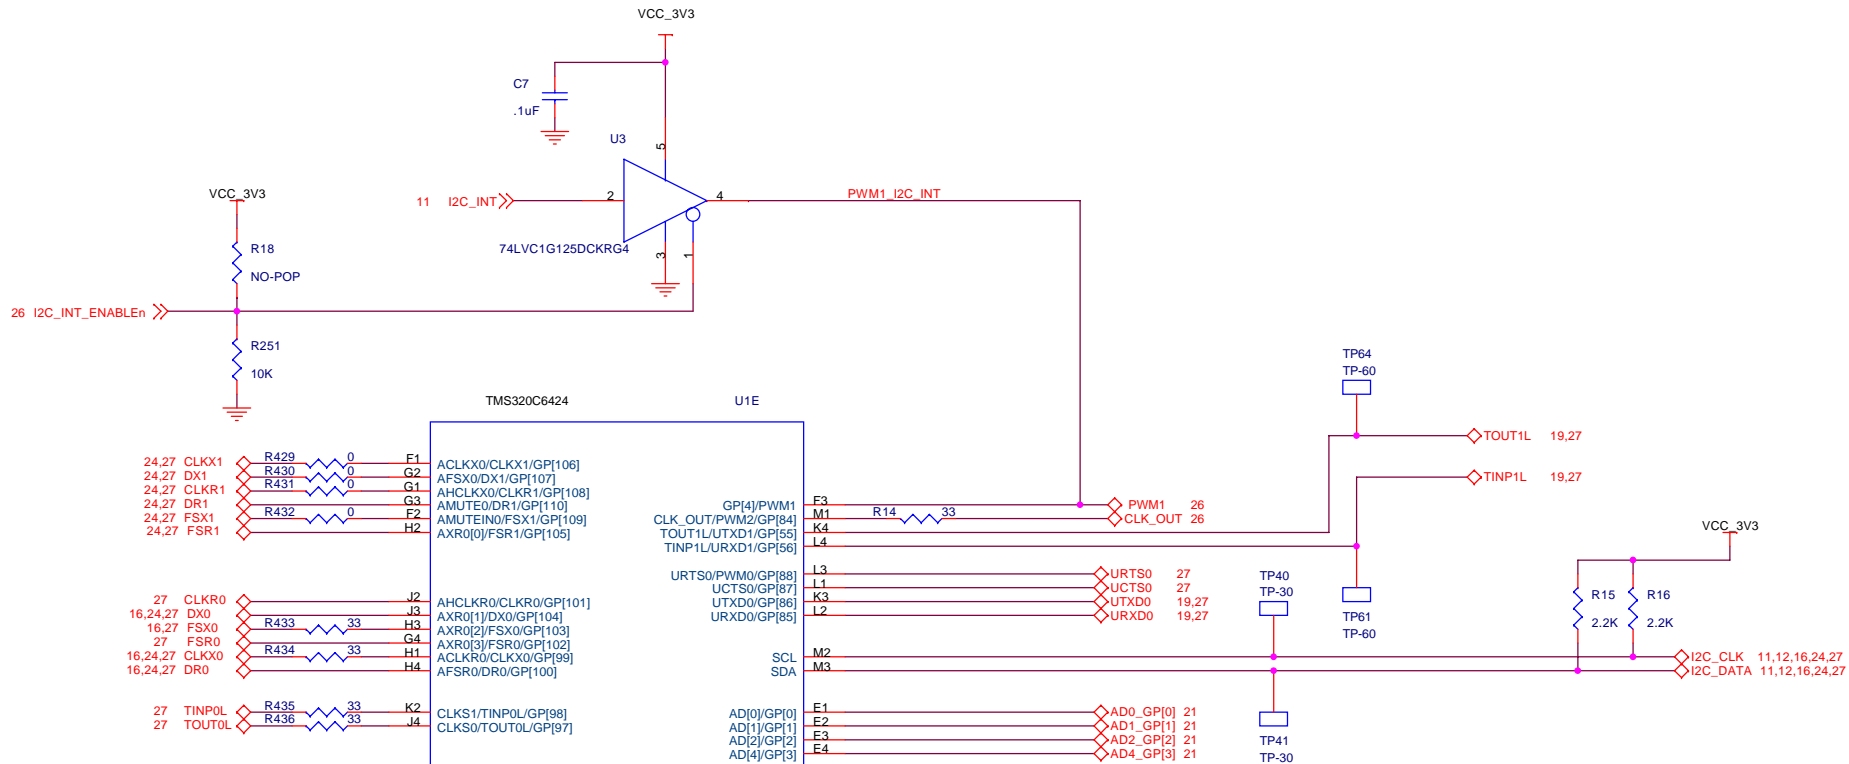 VCC_3V3
C7
.1uF
U3
5
VCC_3V3
11 I2C_INT
2
4
PWM1_I2C_INT
R18
NO-POP
74LVC1G125DCKRG4
3
1
26 I2C_INT_ENABLEn
R251
10K
TP64
TP-60
TMS320C6424
U1E
TOUT1L 19,27
24,27 CLKX1 R429 0 F1 ACLKX0/CLKX1/GP[106]
24,27 DX1 R430 0 G2 AFSX0/DX1/GP[107]
TINP1L 19,27
24,27 CLKR1 R431 0 G1 AHCLKX0/CLKR1/GP[108]
24,27 DR1 G3 AMUTE0/DR1/GP[110]
GP[4]/PWM1 F3 PWM1 26
24,27 FSX1 R432 0 F2 AMUTEIN0/FSX1/GP[109]
CLK_OUT/PWM2/GP[84] M1 R14 33 CLK_OUT 26
24,27 FSR1 H2 AXR0[0]/FSR1/GP[105]
TOUT1L/UTXD1/GP[55] K4
VCC_3V3
TINP1L/URXD1/GP[56] L4
URTS0/PWM0/GP[88] L3 URTS0 27
UCTS0/GP[87] L1 UCTS0 27
TP40
TP-30
27 CLKR0 J2 AHCLKR0/CLKR0/GP[101]
UTXD0/GP[86] K3 UTXD0 19,27
16,24,27 DX0 J3 AXR0[1]/DX0/GP[104]
URXD0/GP[85] L2 URXD0 19,27
R15
2.2K
R16
2.2K
TP61
TP-60
16,27 FSX0 R433 33 H3 AXR0[2]/FSX0/GP[103]
27 FSR0 G4 AXR0[3]/FSR0/GP[102]
16,24,27 CLKX0 R434 33 H1 ACLKR0/CLKX0/GP[99]
SCL M2 I2C_CLK 11,12,16,24,27
16,24,27 DR0 H4 AFSR0/DR0/GP[100]
SDA M3 I2C_DATA 11,12,16,24,27
27 TINP0L R435 33 K2 CLKS1/TINP0L/GP[98]
AD[0]/GP[0] E1 AD0_GP[0] 21
27 TOUT0L R436 33 J4 CLKS0/TOUT0L/GP[97]
AD[1]/GP[1] E2 AD1_GP[1] 21
AD[2]/GP[2] E3 AD2_GP[2] 21
TP41
TP-30
AD[4]/GP[3] E4 AD4_GP[3] 21